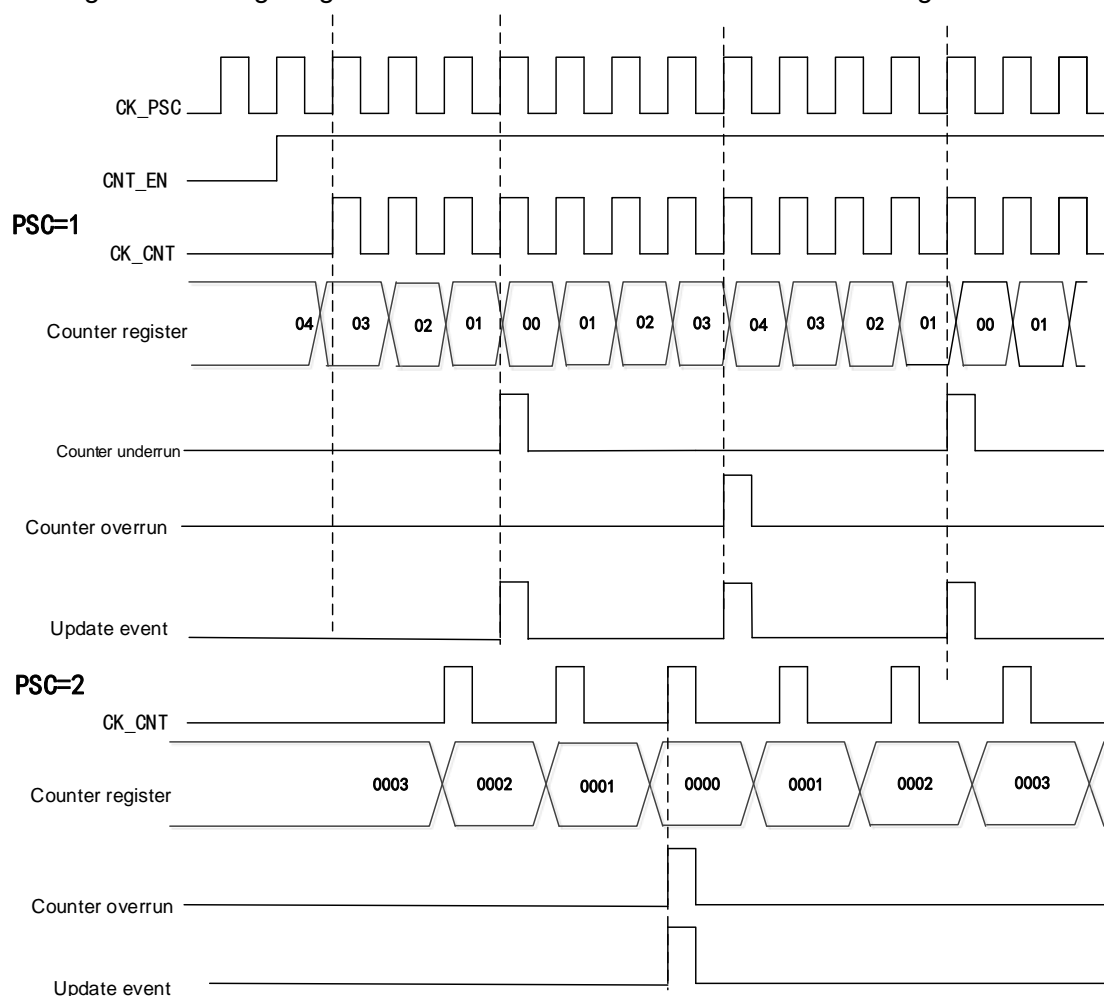 CK_PSC
CNT_EN
PSC=1
CK_CNT
Counter register 04 03 02 01 00 01 02 03 04 03 02 01 00 01
Counter underrun
Counter overrun
Update event
PSC=2
CK_CNT
Counter register 0003 0002 0001 0000 0001 0002 0003
Counter overrun
Update event